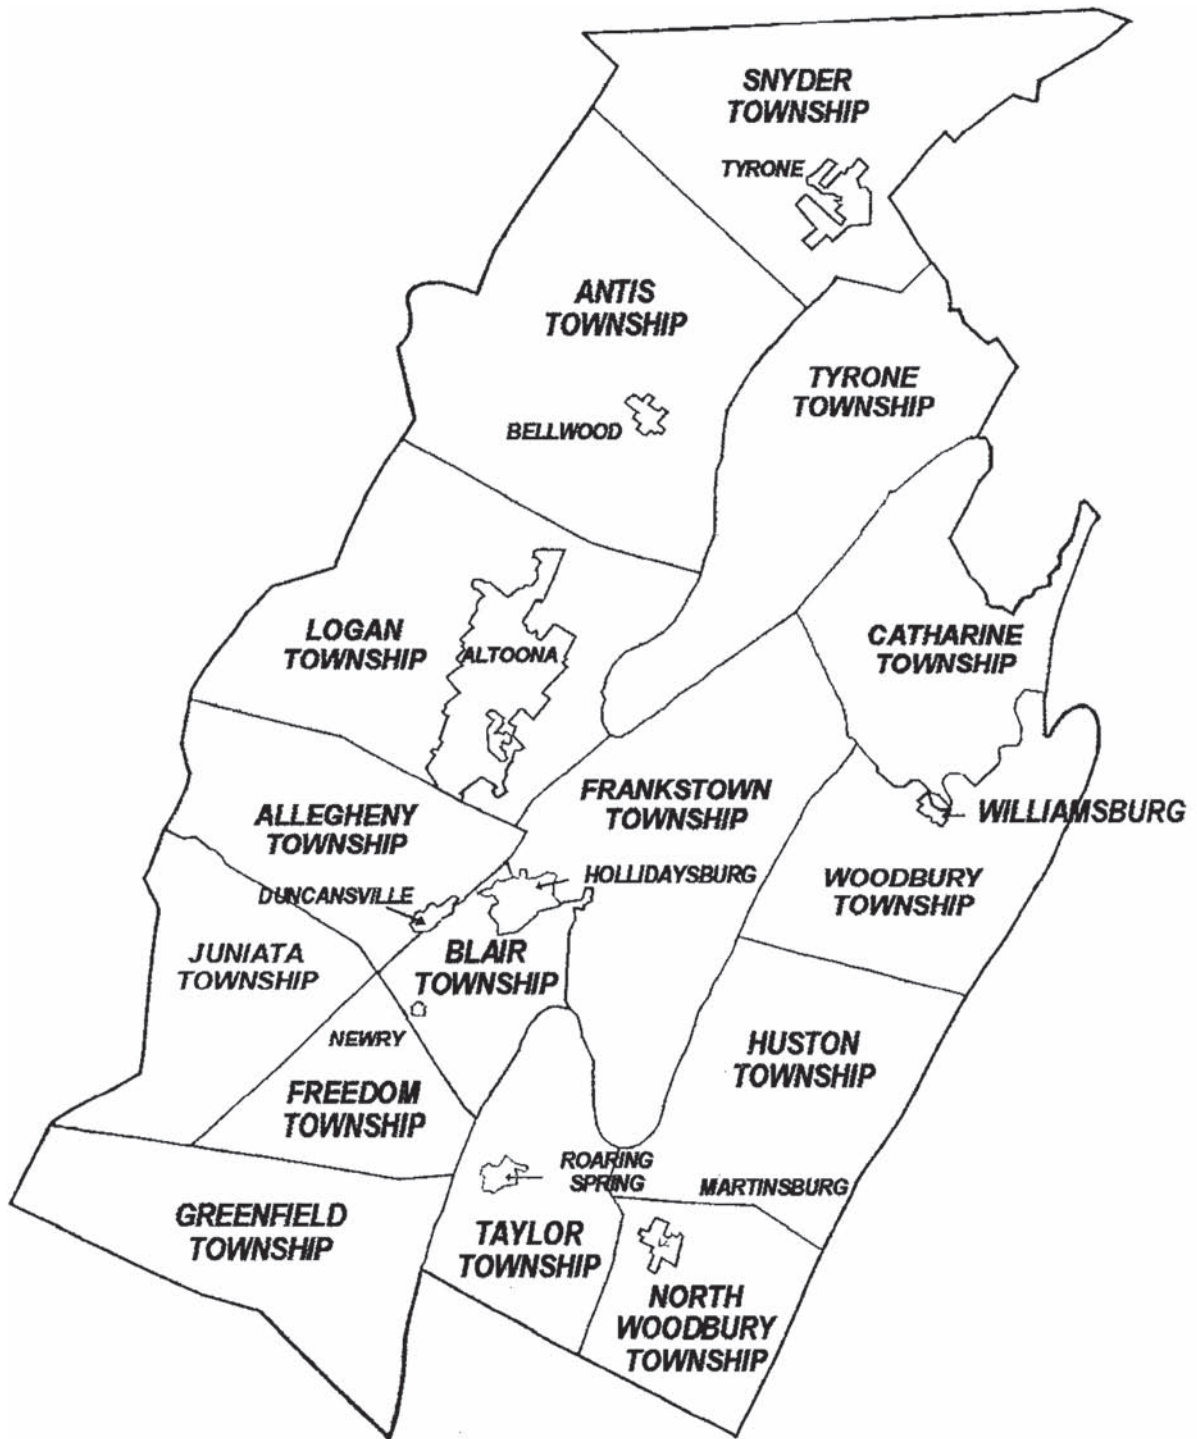 SNYDER
TOWNSHIP
TYRONE
ANTIS
TOWNSHIP
TYRONE
TOWNSHIP
BELLWOOD
LOGAN
TOWNSHIP
ALTOONA
CATHARINE
TOWNSHIP
FRANKSTOWN
TOWNSHIP
WILLIAMSBURG
ALLEGHENY
TOWNSHIP
HOLLIDAYSBURG
WOODBURY
TOWNSHIP
DUNCANSVILLE
JUNIATA
TOWNSHIP
BLAIR
TOWNSHIP
NEWRY
HUSTON
TOWNSHIP
FREEDOM
TOWNSHIP
ROARING
SPRING
MARTINSBURG
GREENFIELD
TOWNSHIP
TAYLOR
TOWNSHIP
NORTH
WOODBURY
TOWNSHIP